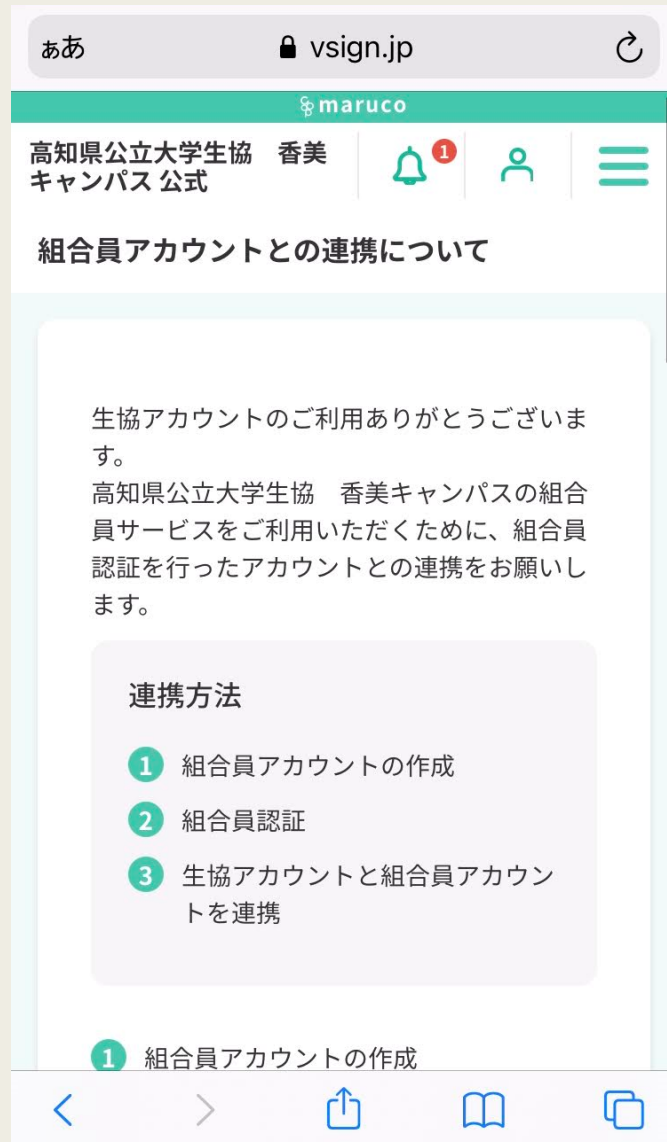 ぁあ
vsign.jp
maruco
高知県公立大学生協　香美
キャンパス 公式
1
組合員アカウントとの連携について
生協アカウントのご利用ありがとうございま
す。
高知県公立大学生協　香美キャンパスの組合
員サービスをご利用いただくために、組合員
認証を行ったアカウントとの連携をお願いし
ます。
連携方法
1 組合員アカウントの作成
2 組合員認証
3 生協アカウントと組合員アカウン
トを連携
1 組合員アカウントの作成